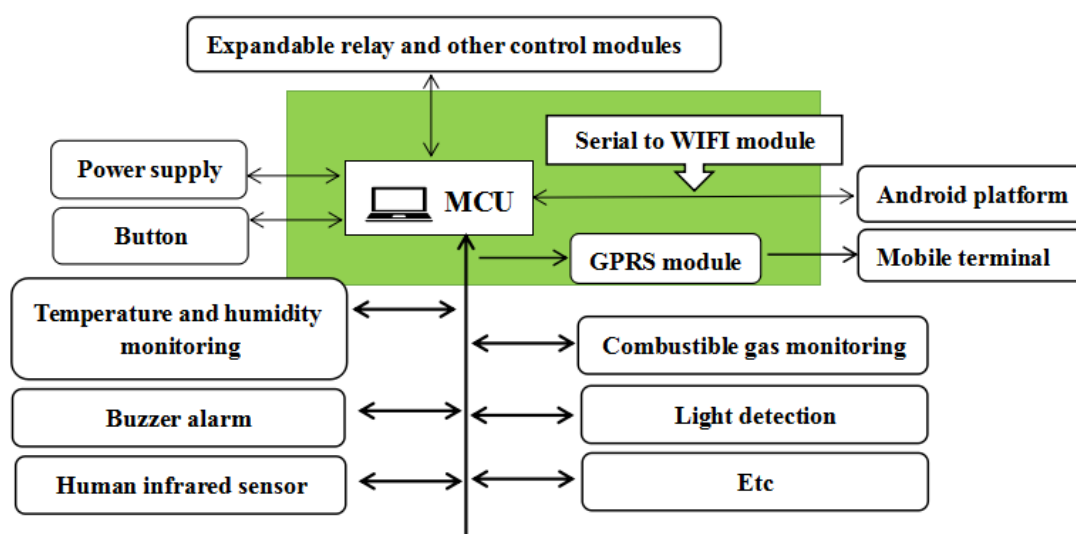 Expandable relay and other control modules
Serial to WIFI module
Power supply
MCU
Android platform
Button
GPRS module
Mobile terminal
Temperature and humidity
monitoring
Combustible gas monitoring
Buzzer alarm
Light detection
Human infrared sensor
Etc